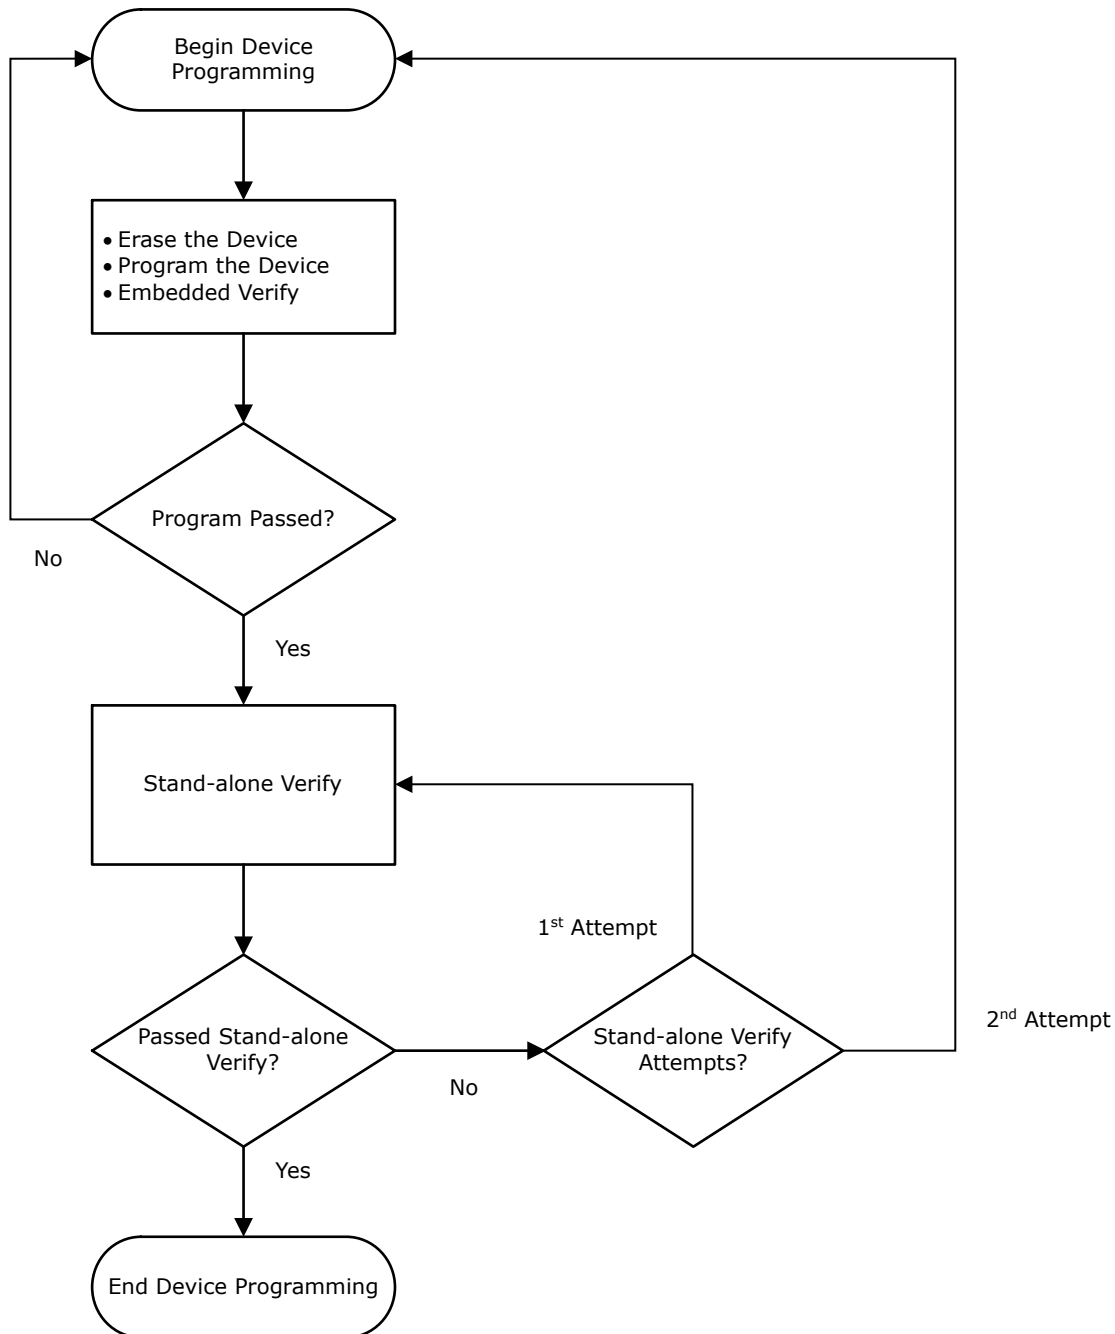 Begin Device
Programming
• Erase the Device
• Program the Device
• Embedded Verify
Program Passed?
No
Yes
Stand-alone Verify
1st Attempt
Passed Stand-alone
Verify?
Stand-alone Verify
Attempts?
2nd Attempt
No
Yes
End Device Programming